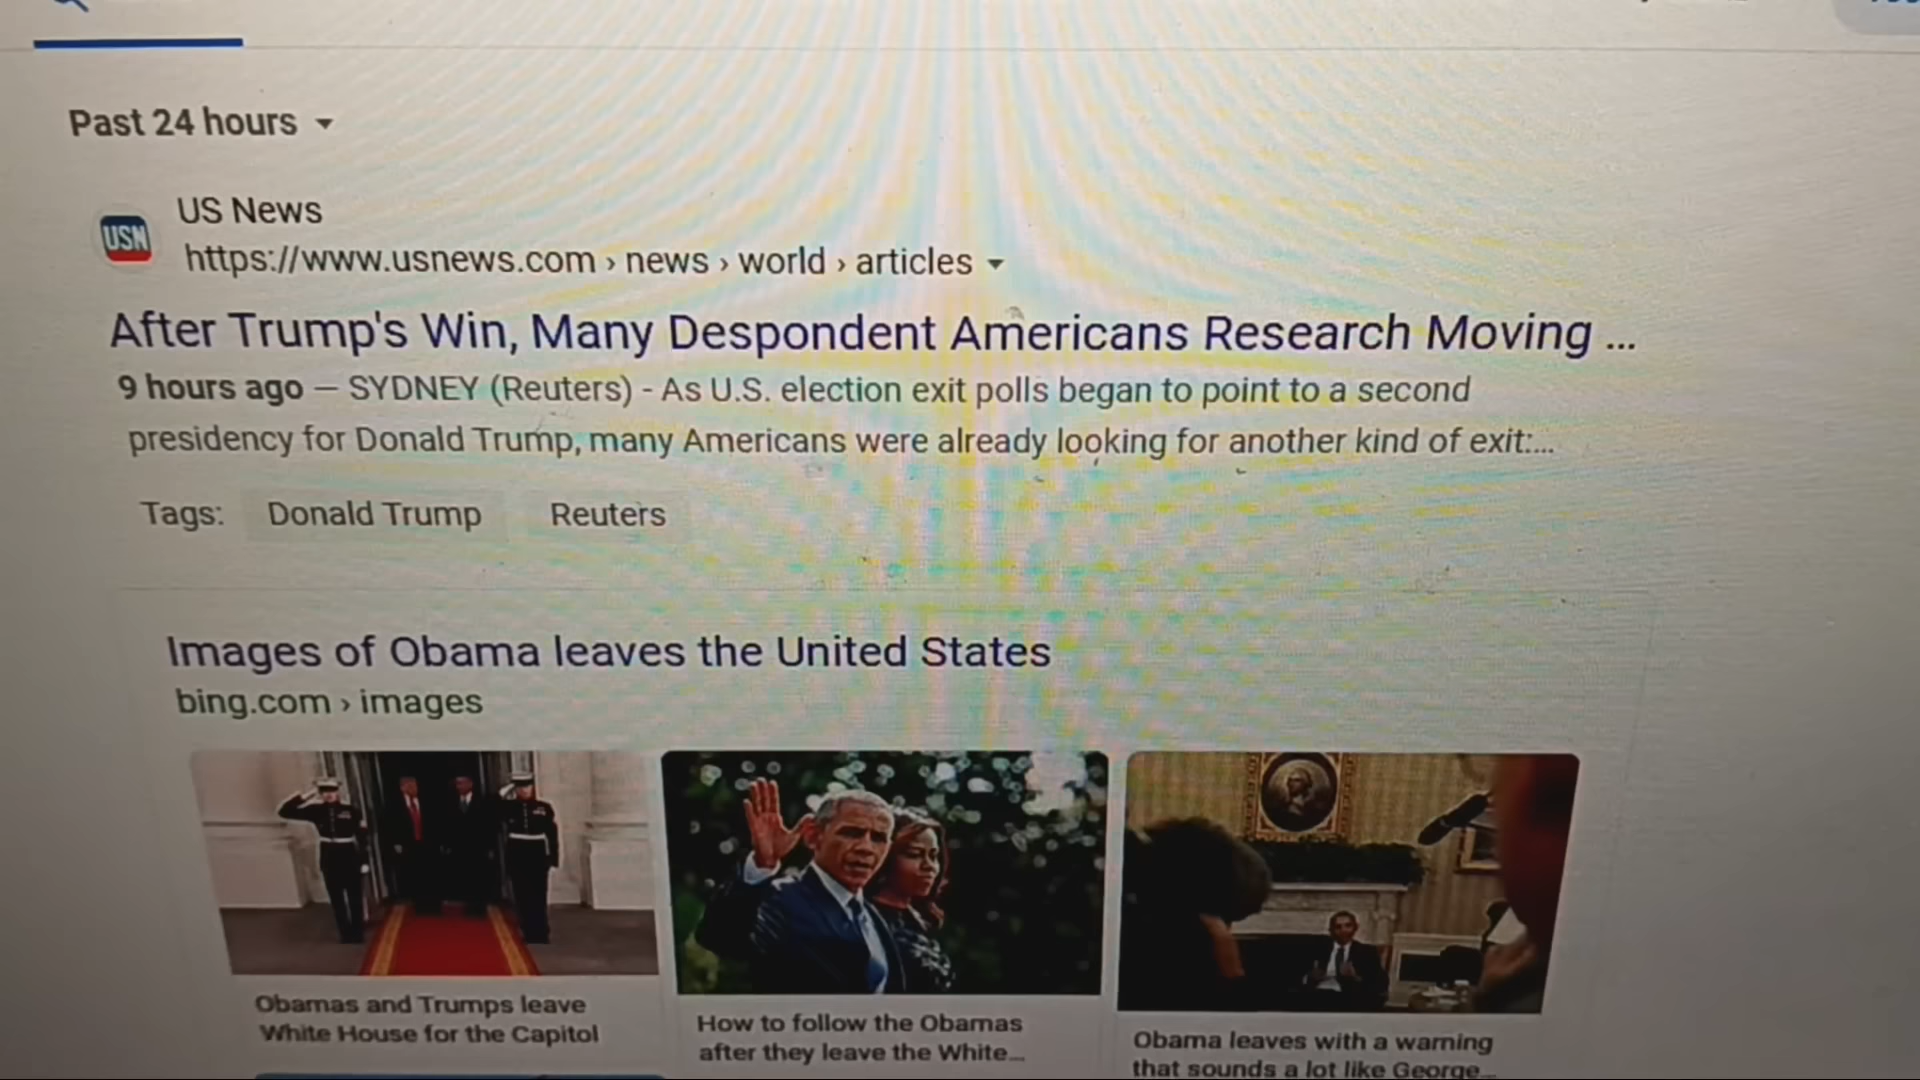 Past 24 hours
USN
US News
https://www.usnews.com › news › world › articles
After Trump's Win, Many Despondent Americans Research Moving ...
9 hours ago — SYDNEY (Reuters) - As U.S. election exit polls began to point to a second
presidency for Donald Trump, many Americans were already looking for another kind of exit:...
Tags: Donald Trump Reuters
Images of Obama leaves the United States
bing.com › images
Obamas and Trumps leave
White House for the Capitol
How to follow the Obamas
after they leave the White...
Obama leaves with a warning
that sounds a lot like George...